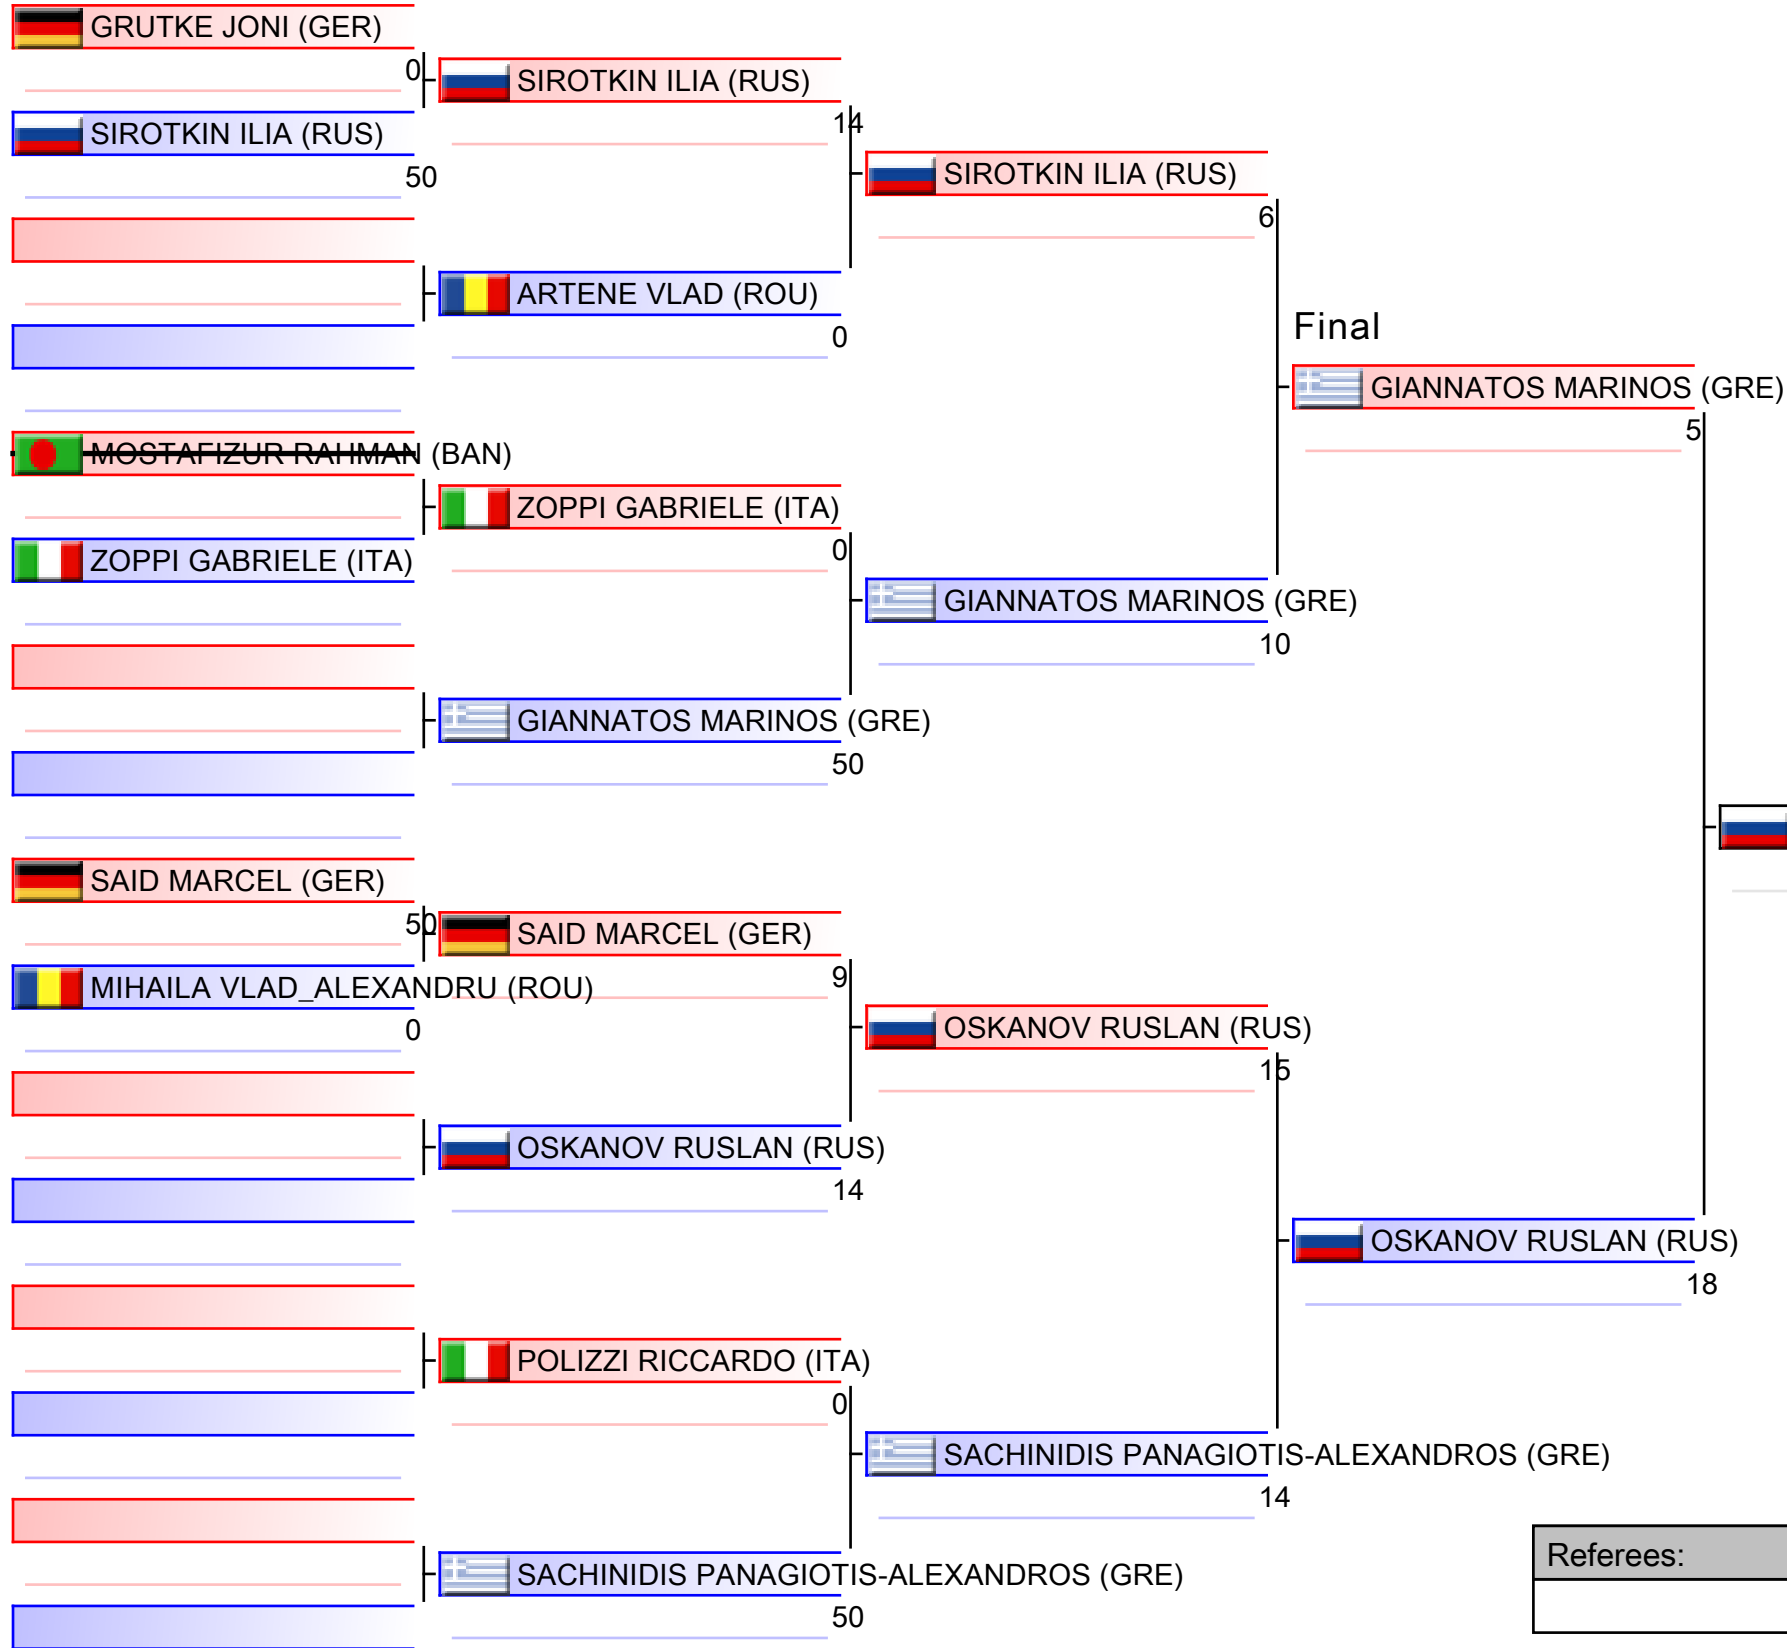 GRUTKE JONI (GER)
0
SIROTKIN ILIA (RUS)
50
MOSTAFIZUR RAHMAN (BAN)
ZOPPI GABRIELE (ITA)
SAID MARCEL (GER)
50
MIHAILA VLAD_ALEXANDRU (ROU)
0
SIROTKIN ILIA (RUS)
14
ARTENE VLAD (ROU)
0
ZOPPI GABRIELE (ITA)
0
GIANNATOS MARINOS (GRE)
50
SAID MARCEL (GER)
9
OSKANOV RUSLAN (RUS)
14
POLIZZI RICCARDO (ITA)
0
SACHINIDIS PANAGIOTIS-ALEXANDROS (GRE)
50
SIROTKIN ILIA (RUS)
6
GIANNATOS MARINOS (GRE)
10
OSKANOV RUSLAN (RUS)
15
SACHINIDIS PANAGIOTIS-ALEXANDROS (GRE)
14
Final
GIANNATOS MARINOS (GRE)
5
OSKANOV RUSLAN (RUS)
18
Referees: